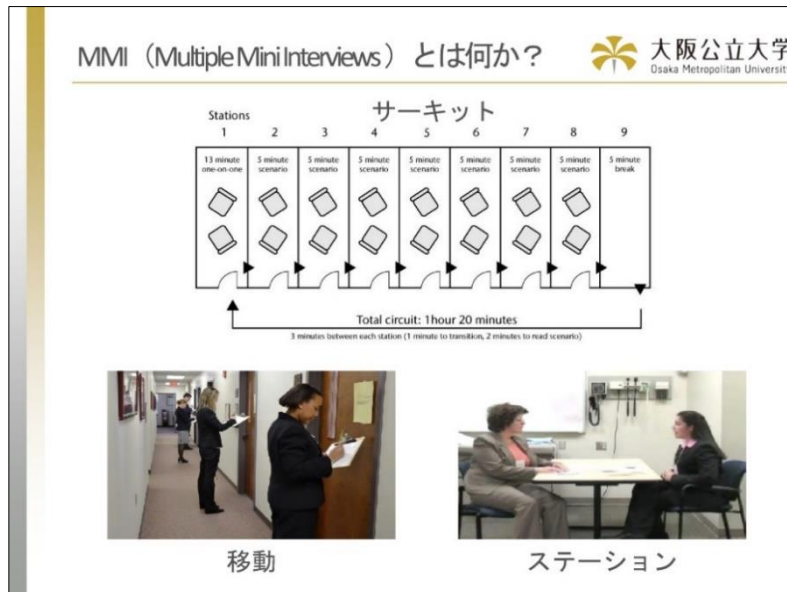 MMI（Multiple Mini Interviews）とは何か？
大阪公立大学
Osaka Metropolitan University
Stations
サーキット
1 2 3 4 5 6 7 8 9
13 minute one-on-one
5 minute scenario
5 minute scenario
5 minute scenario
5 minute scenario
5 minute scenario
5 minute scenario
5 minute scenario
5 minute break
Total circuit: 1hour 20 minutes
3 minutes between each station (1 minute to transition, 2 minutes to read scenario)
移動
ステーション